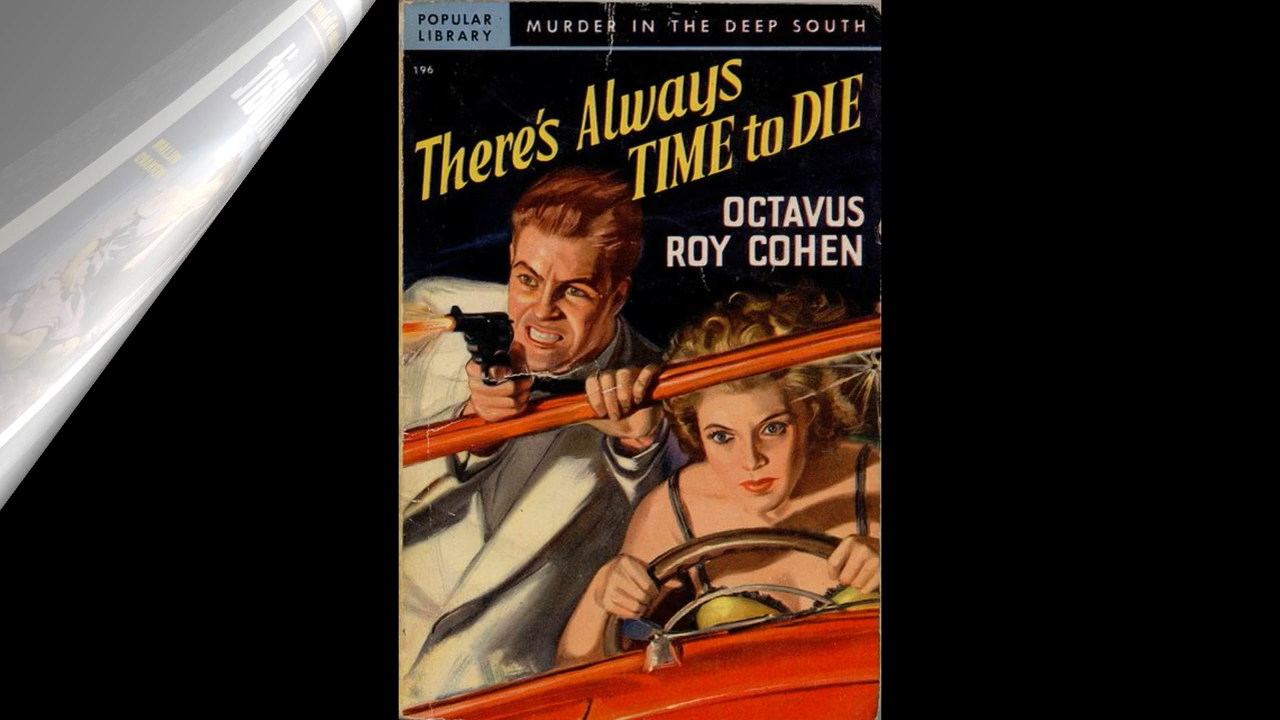 POPULAR
LIBRARY
MURDER IN THE DEEP SOUTH
196
There's Always
TIME to DIE
OCTAVUS
ROY COHEN